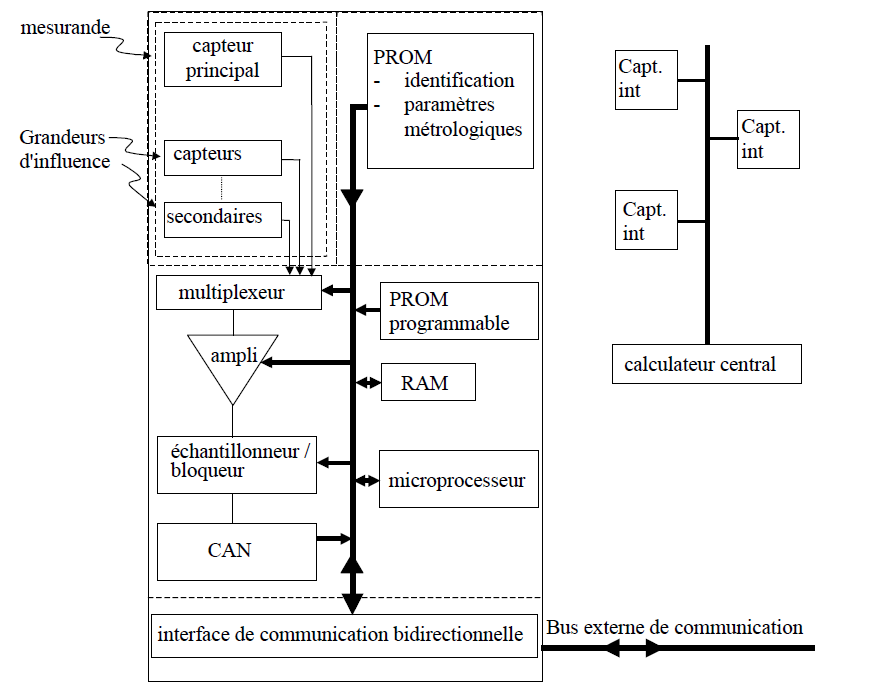 mesurande
Grandeurs
d'influence
capteur
principal
capteurs
secondaires
PROM
- identification
- paramètres
métrologiques
multiplexeur
PROM
programmable
ampli
RAM
échantillonneur /
bloqueur
microprocesseur
CAN
interface de communication bidirectionnelle
Bus externe de communication
Capt.
int
Capt.
int
Capt.
int
calculateur central